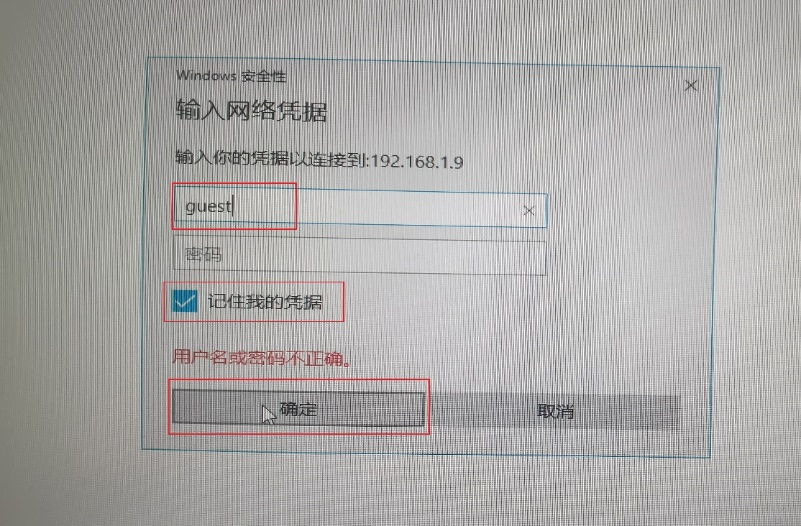 Windows 安全性
输入网络凭据
输入你的凭据以连接到:192.168.1.9
guest
密码
记住我的凭据
用户名或密码不正确。
确定
取消